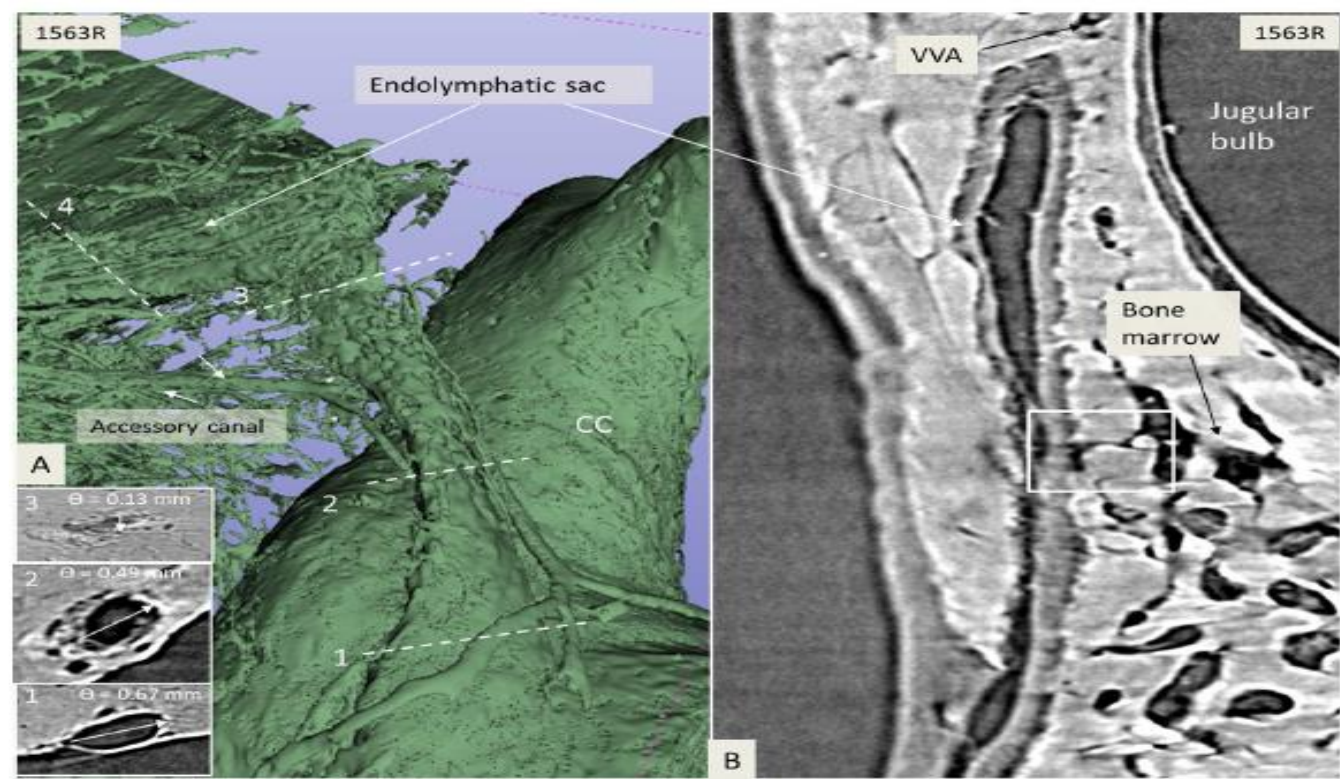 1563R
Endolymphatic sac
4
3
Accessory canal
CC
A
2
1
3 Θ = 0.13 mm
2 Θ = 0.49 mm
1 Θ = 0.67 mm
VVA
1563R
Jugular
bulb
Bone
marrow
B